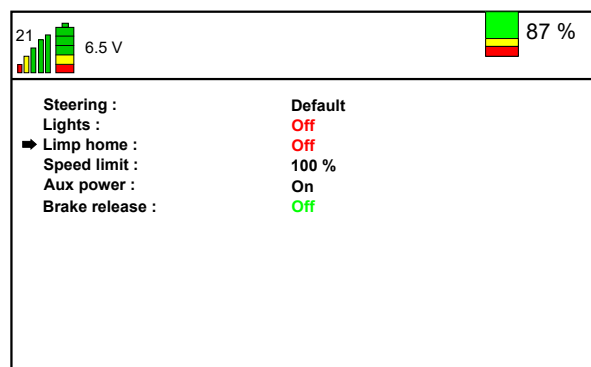 21
6.5 V
87 %
Steering : Default
Lights : Off
Limp home : Off
Speed limit : 100 %
Aux power : On
Brake release : Off